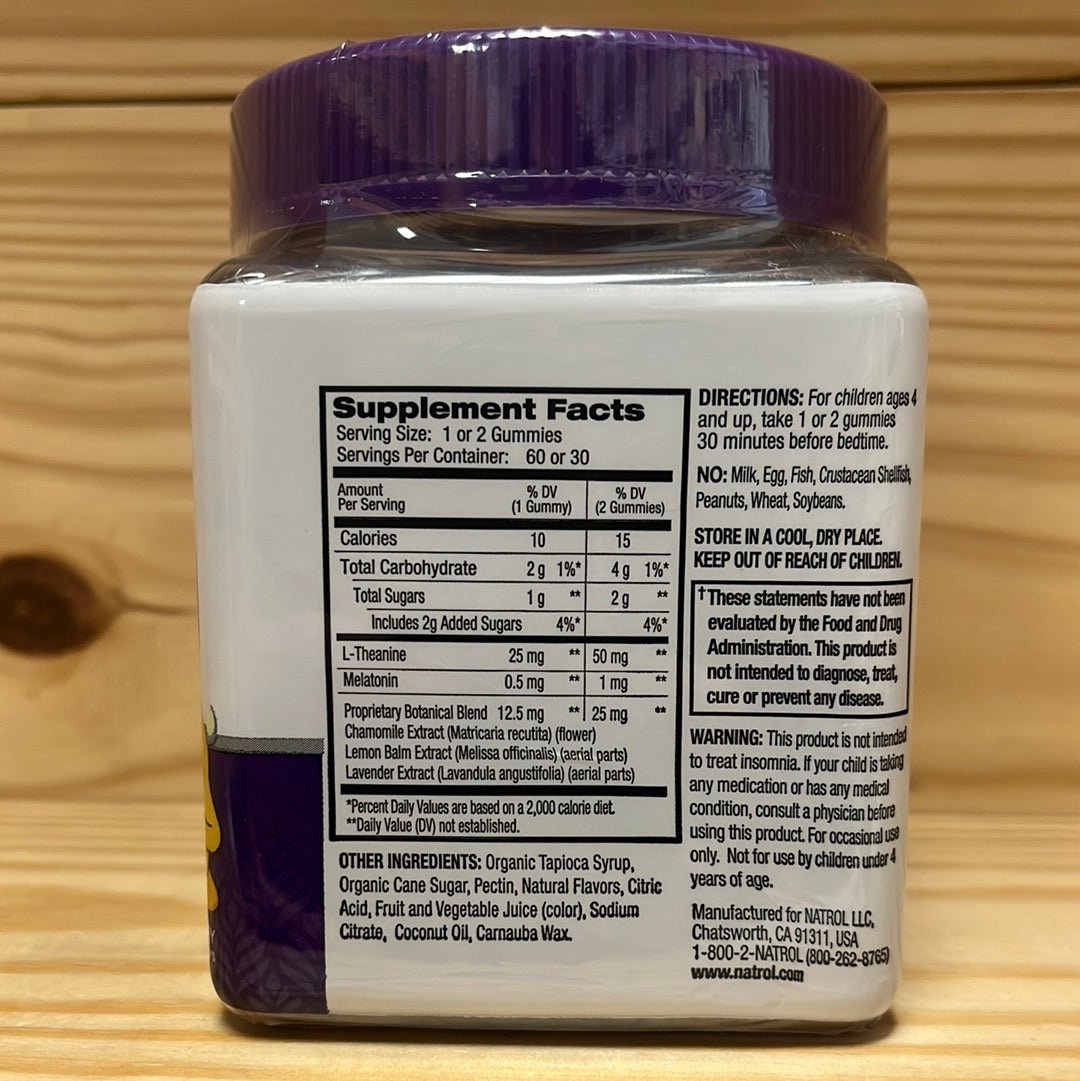 Supplement Facts
Serving Size: 1 or 2 Gummies
Servings Per Container: 60 or 30
Amount Per Serving % DV (1 Gummy) % DV (2 Gummies)
Calories 10 15
Total Carbohydrate 2 g 1%* 4 g 1%*
Total Sugars 1 g ** 2 g **
Includes 2g Added Sugars 4%* 4%*
L-Theanine 25 mg ** 50 mg **
Melatonin 0.5 mg ** 1 mg **
Proprietary Botanical Blend 12.5 mg ** 25 mg **
Chamomile Extract (Matricaria recutita) (flower)
Lemon Balm Extract (Melissa officinalis) (aerial parts)
Lavender Extract (Lavandula angustifolia) (aerial parts)
*Percent Daily Values are based on a 2,000 calorie diet.
**Daily Value (DV) not established.
OTHER INGREDIENTS: Organic Tapioca Syrup,
Organic Cane Sugar, Pectin, Natural Flavors, Citric
Acid, Fruit and Vegetable Juice (color), Sodium
Citrate, Coconut Oil, Carnauba Wax.
DIRECTIONS: For children ages 4
and up, take 1 or 2 gummies
30 minutes before bedtime.
NO: Milk, Egg, Fish, Crustacean Shellfish,
Peanuts, Wheat, Soybeans.
STORE IN A COOL, DRY PLACE.
KEEP OUT OF REACH OF CHILDREN.
†These statements have not been
evaluated by the Food and Drug
Administration. This product is
not intended to diagnose, treat,
cure or prevent any disease.
WARNING: This product is not intended
to treat insomnia. If your child is taking
any medication or has any medical
condition, consult a physician before
using this product. For occasional use
only. Not for use by children under 4
years of age.
Manufactured for NATROL LLC,
Chatsworth, CA 91311, USA
1-800-2-NATROL (800-262-8765)
www.natrol.com